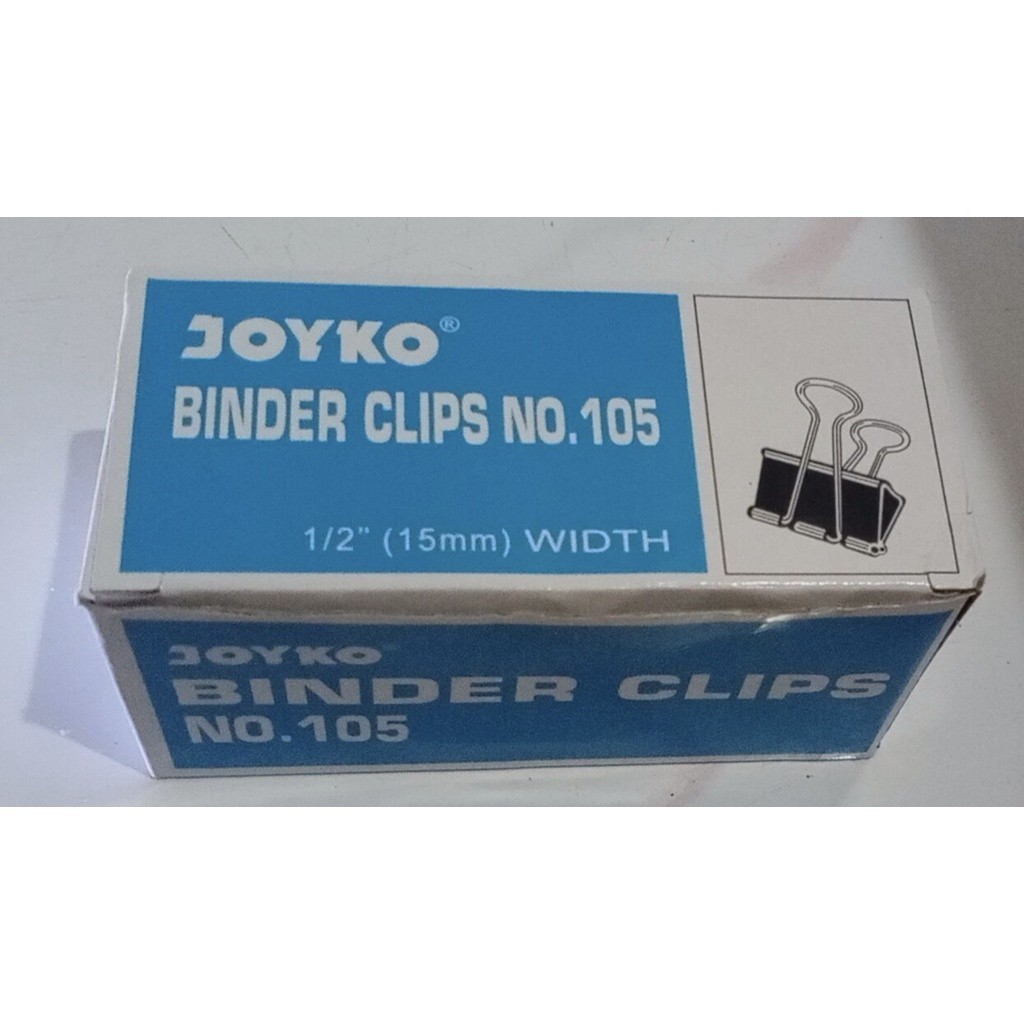 JOYKO®
BINDER CLIPS NO.105
1/2" (15mm) WIDTH
JOYKO
BINDER CLIPS
NO.105